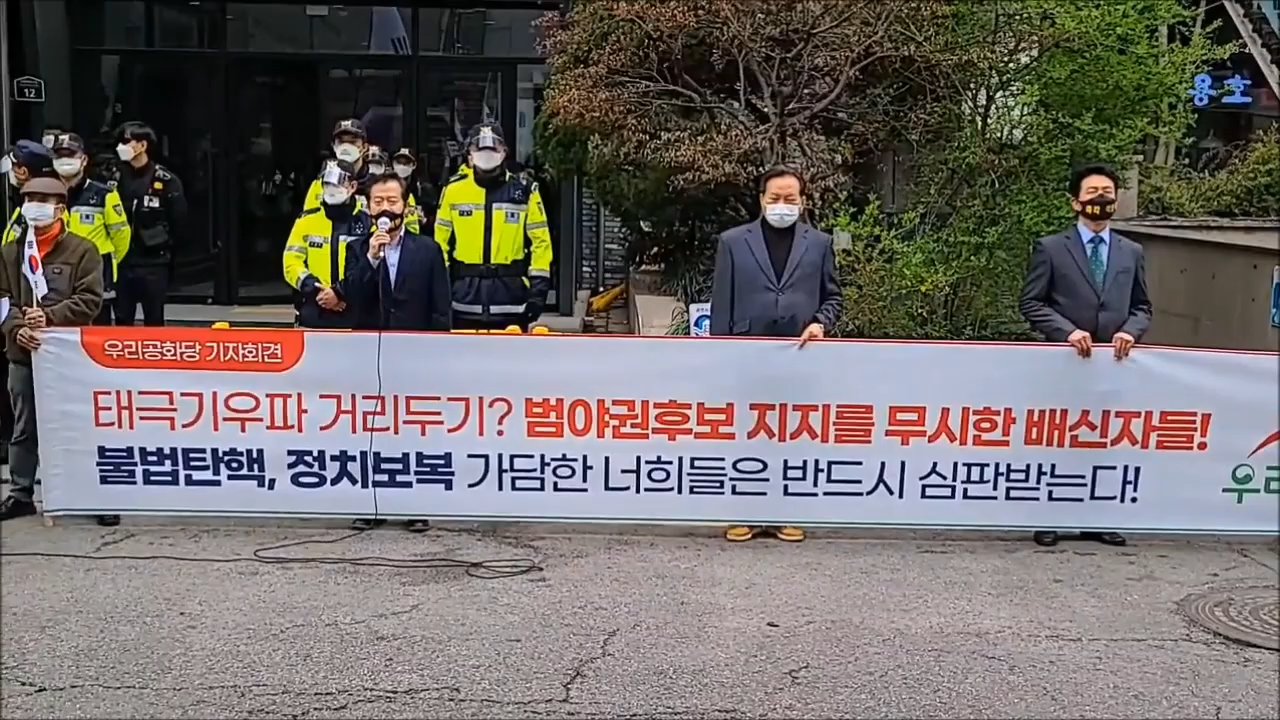 12
용호
우리공화당 기자회견
태극기우파 거리두기? 범야권후보 지지를 무시한 배신자들!
불법탄핵, 정치보복 가담한 너희들은 반드시 심판받는다!
우리